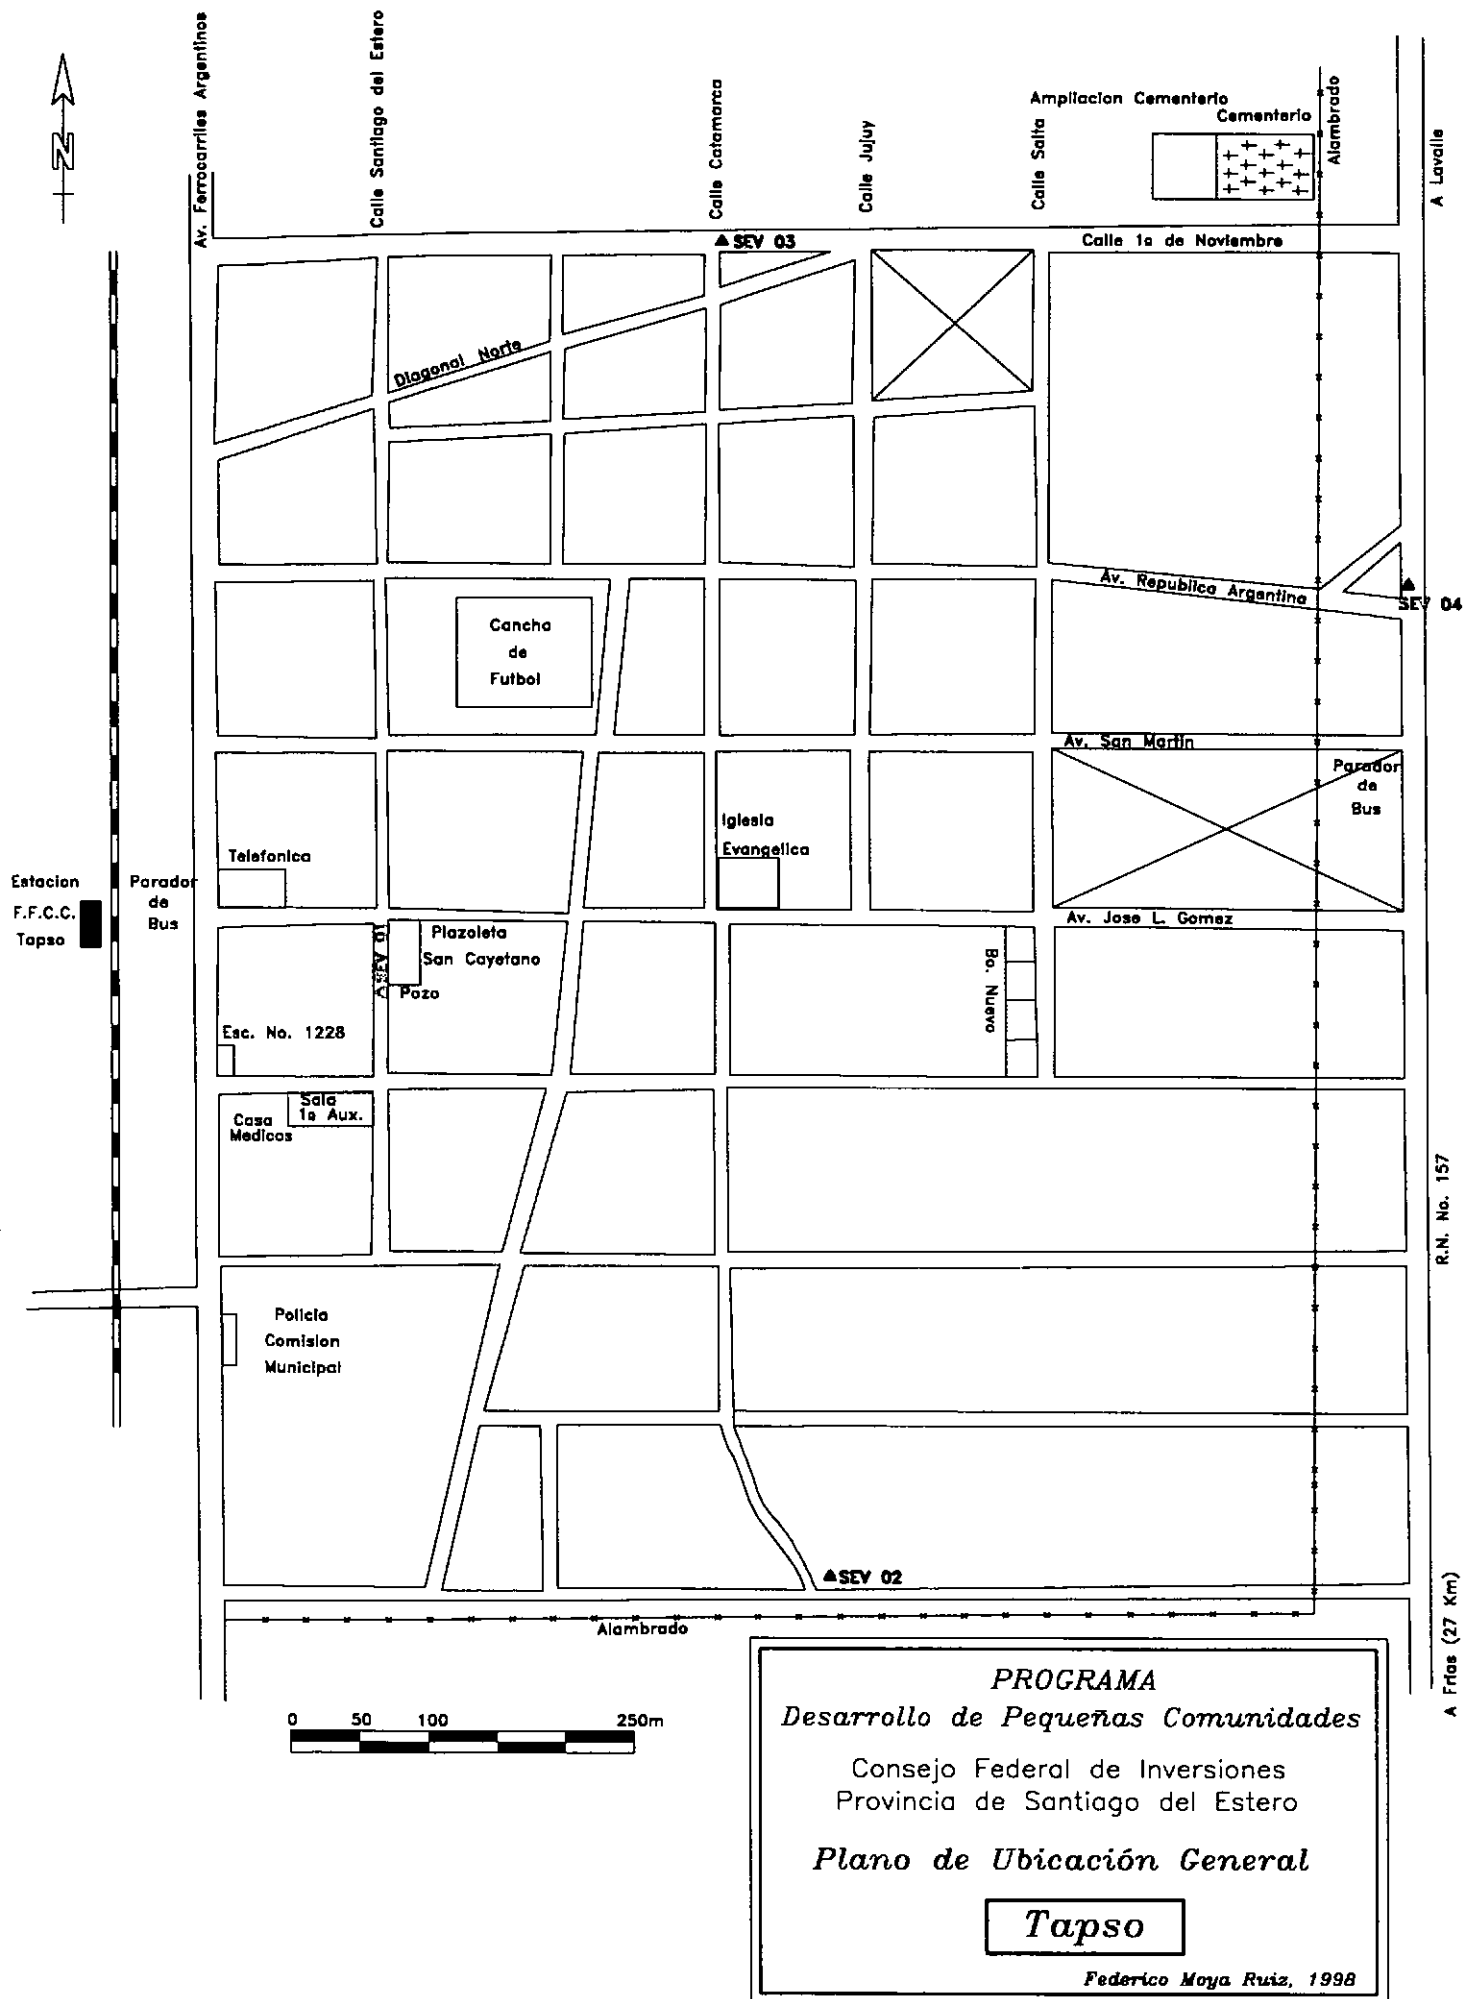 N
Av. Ferrocarriles Argentinos
Calle Santiago del Estero
Calle Catamarca
Calle Jujuy
Calle Salta
Ampliacion Cementerio
Cementerio
Alambrado
A Lavalle
SEV 03
Calle 1a de Noviembre
Diagonal Norte
Av. Republica Argentina
SEV 04
Cancha
de
Futbol
Av. San Martin
Parador
de
Bus
Iglesia
Evangelica
Telefonica
Estacion
F.F.C.C.
Tapso
Parador
de
Bus
Av. Jose L. Gomez
SEV 01
Plazoleta
San Cayetano
Pozo
Bo. Nuevo
Esc. No. 1228
Sala
1a Aux.
Casa
Medicos
R.N. No. 157
Policia
Comision
Municipal
SEV 02
Alambrado
A Frias (27 Km)
0 50 100 250m
PROGRAMA
Desarrollo de Pequeñas Comunidades
Consejo Federal de Inversiones
Provincia de Santiago del Estero
Plano de Ubicación General
Tapso
Federico Moya Ruiz, 1998